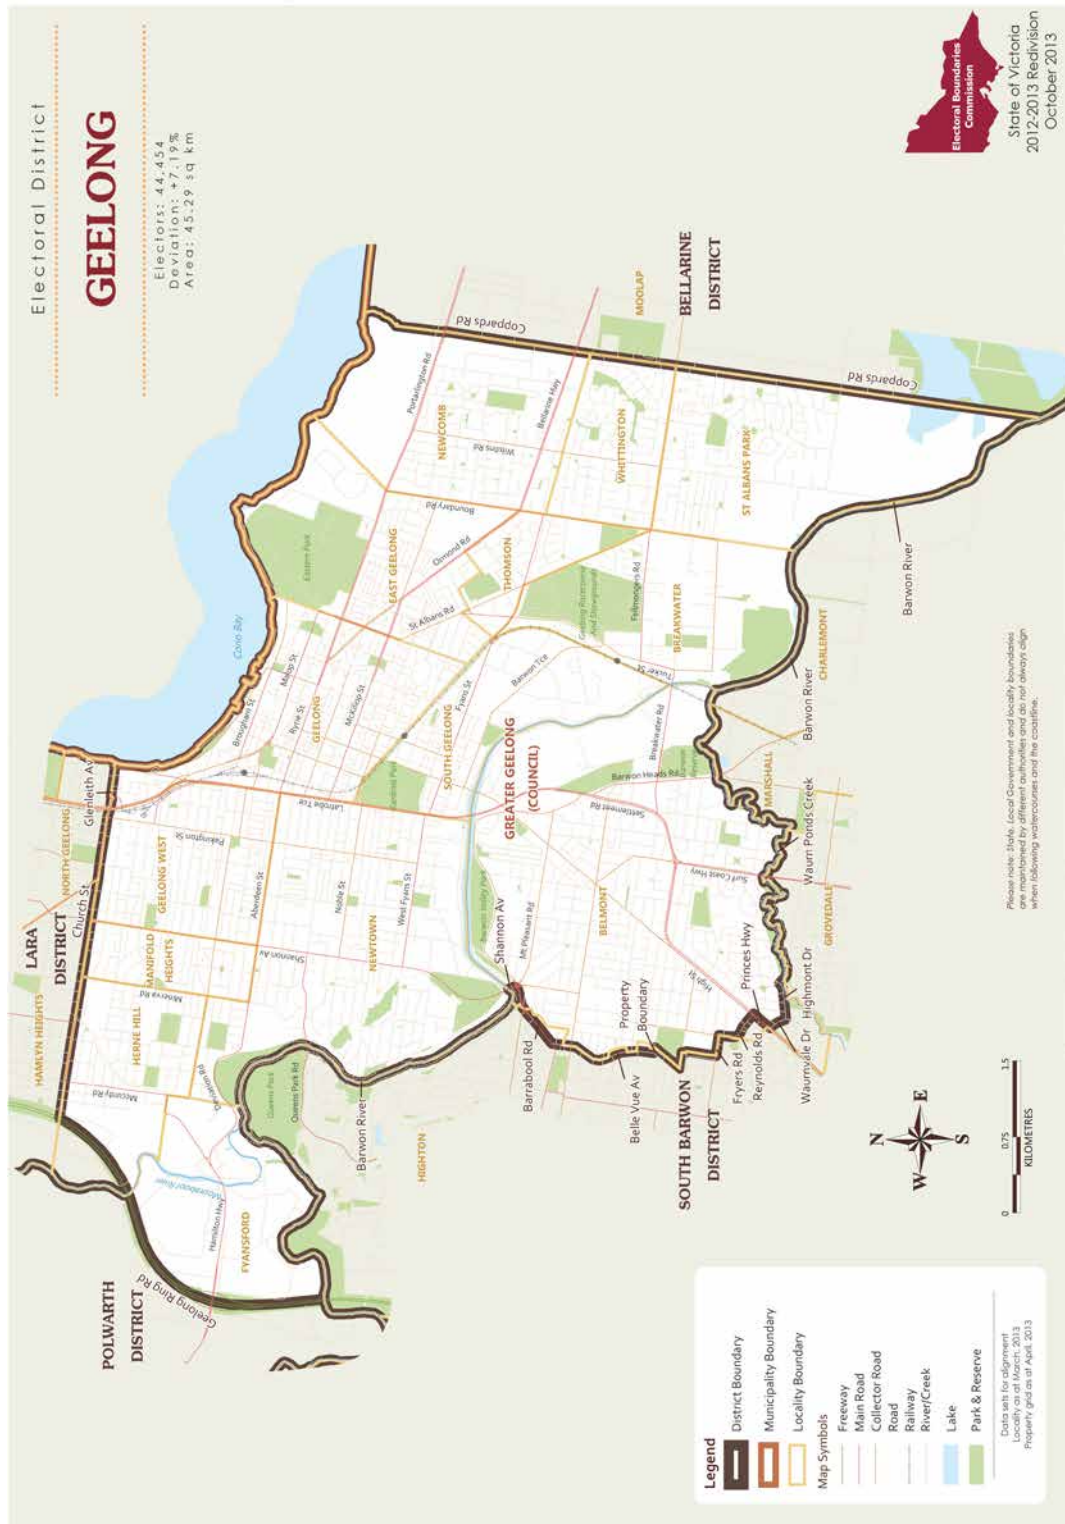 Electoral District
GEELONG
Electors: 44,454
Deviation: +7.19%
Area: 45.29 sq km
Electoral Boundaries
Commission
State of Victoria
2012-2013 Redivision
October 2013
POLWARTH
DISTRICT
Geelong Ring Rd
Hamilton Hwy
Moorabool River
FYANSFORD
HAMLYN HEIGHTS
LARA
DISTRICT
Church St
NORTH GEELONG
Glenleith Av
Mccurdy Rd
HERNE HILL
Minerva Rd
MANIFOLD
HEIGHTS
GEELONG WEST
Pakington St
Deviation Rd
Queens Park
Queens Park Rd
Shannon Av
Aberdeen St
Noble St
NEWTOWN
West Fyans St
Latrobe Tce
Corio Bay
Brougham St
Malop St
Ryrie St
GEELONG
McKillop St
Kardinia Park
SOUTH GEELONG
Fyans St
Eastern Park
EAST GEELONG
Ormond Rd
St Albans Rd
THOMSON
Boundary Rd
Portarlington Rd
NEWCOMB
Wilsons Rd
Bellarine Hwy
Coppards Rd
MOOLAP
BELLARINE
DISTRICT
WHITTINGTON
ST ALBANS PARK
Coppards Rd
Geelong Racecourse
And Showgrounds
Fellmongers Rd
BREAKWATER
Tucker St
Barwon Tce
GREATER GEELONG
(COUNCIL)
Breakwater Rd
Barwon Heads Rd
Settlement Rd
Barwon Valley Park
Shannon Av
Mt Pleasant Rd
BELMONT
Surf Coast Hwy
High St
Barwon River
HIGHTON
Barrabool Rd
Belle Vue Av
Property
Boundary
SOUTH BARWON
DISTRICT
Fryers Rd
Reynolds Rd
Princes Hwy
Waurnvale Dr
Highmont Dr
GROVEDALE
Waurn Ponds Creek
MARSHALL
Barwon River
CHARLEMONT
Barwon River
Please note: State, Local Government and locality boundaries
are maintained by different authorities and do not always align
when following watercourses and the coastline.
N
W
E
S
0
0.75
1.5
KILOMETRES
Legend
District Boundary
Municipality Boundary
Locality Boundary
Map Symbols
Freeway
Main Road
Collector Road
Road
Railway
River/Creek
Lake
Park & Reserve
Data sets for alignment
Locality as at March, 2013
Property grid as at April, 2013